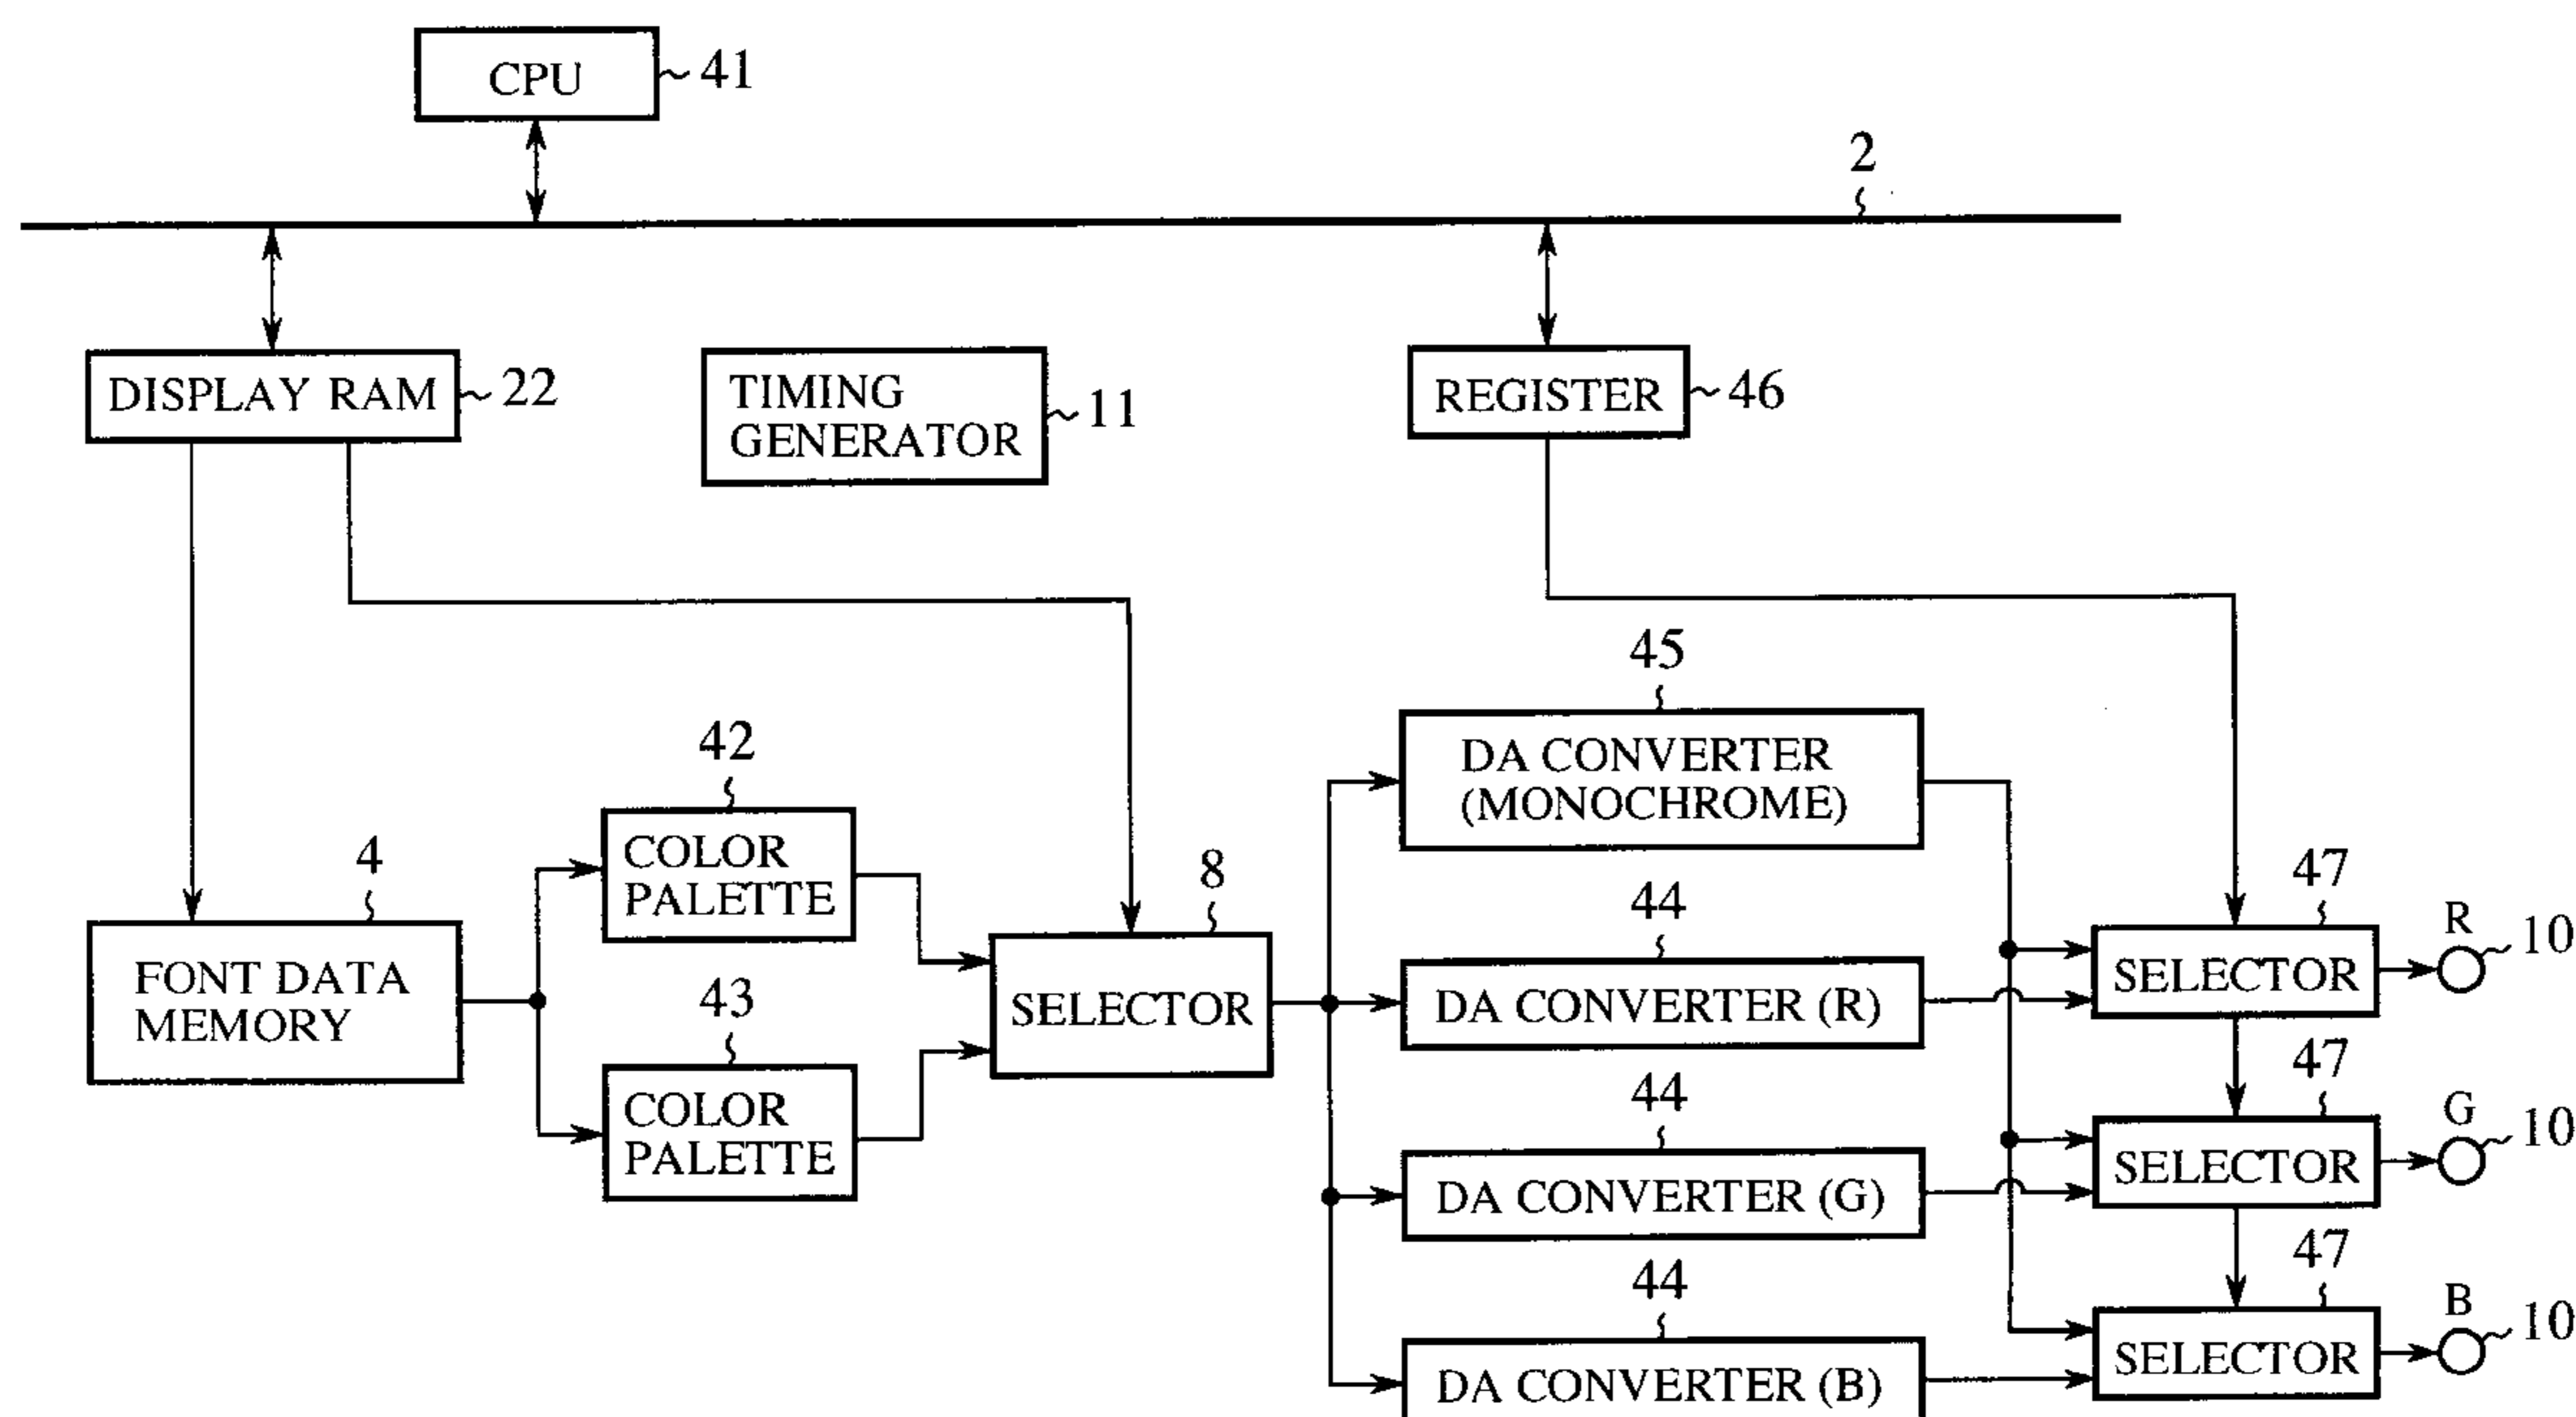 CPU
41
2
DISPLAY RAM
22
TIMING
GENERATOR
11
REGISTER
46
45
DA CONVERTER
(MONOCHROME)
42
COLOR
PALETTE
4
FONT DATA
MEMORY
43
COLOR
PALETTE
8
SELECTOR
44
DA CONVERTER (R)
44
DA CONVERTER (G)
44
DA CONVERTER (B)
47
SELECTOR
R
10
47
SELECTOR
G
10
47
SELECTOR
B
10